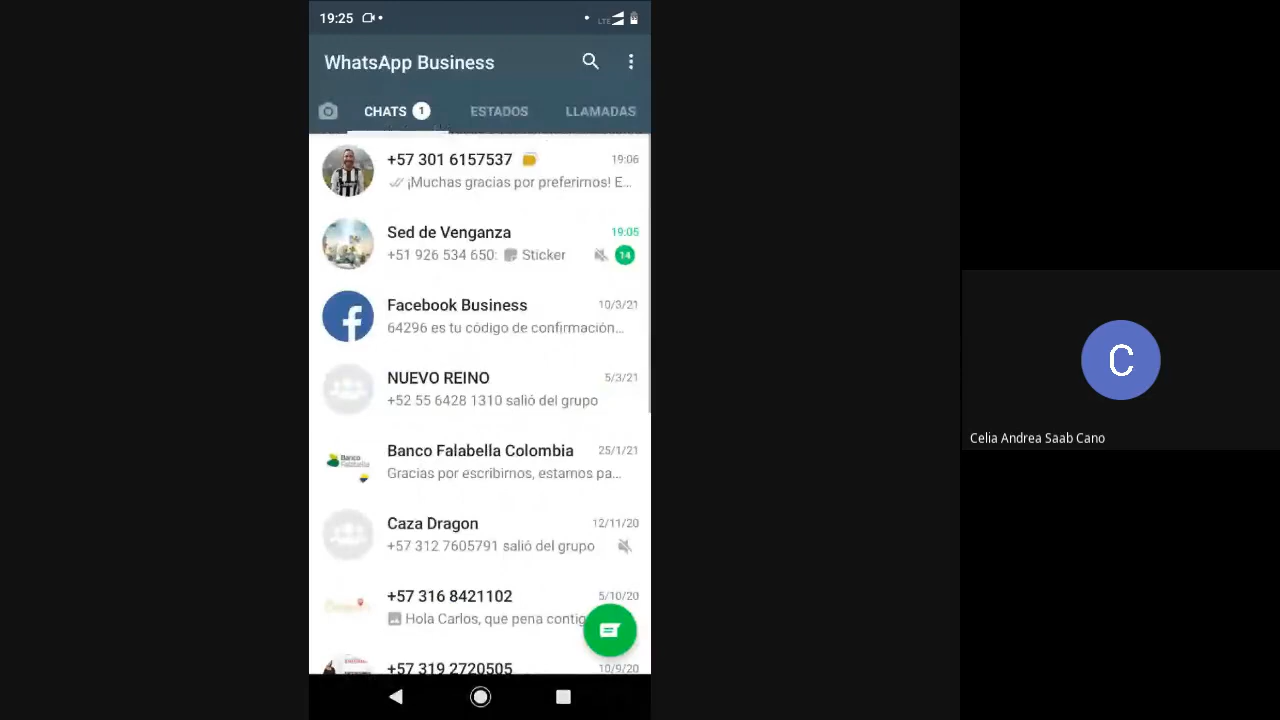 19:25
LTE
WhatsApp Business
CHATS 1
ESTADOS
LLAMADAS
+57 301 6157537
19:06
¡Muchas gracias por preferirnos! E...
Sed de Venganza
19:05
+51 926 534 650: Sticker
14
Facebook Business
10/3/21
64296 es tu código de confirmación...
NUEVO REINO
5/3/21
+52 55 6428 1310 salió del grupo
Banco Falabella Colombia
25/1/21
Banco
Falabella
Gracias por escribirnos, estamos pa...
Caza Dragon
12/11/20
+57 312 7605791 salió del grupo
+57 316 8421102
5/10/20
Hola Carlos, que pena contig
+57 319 2720505
10/9/20
C
Celia Andrea Saab Cano